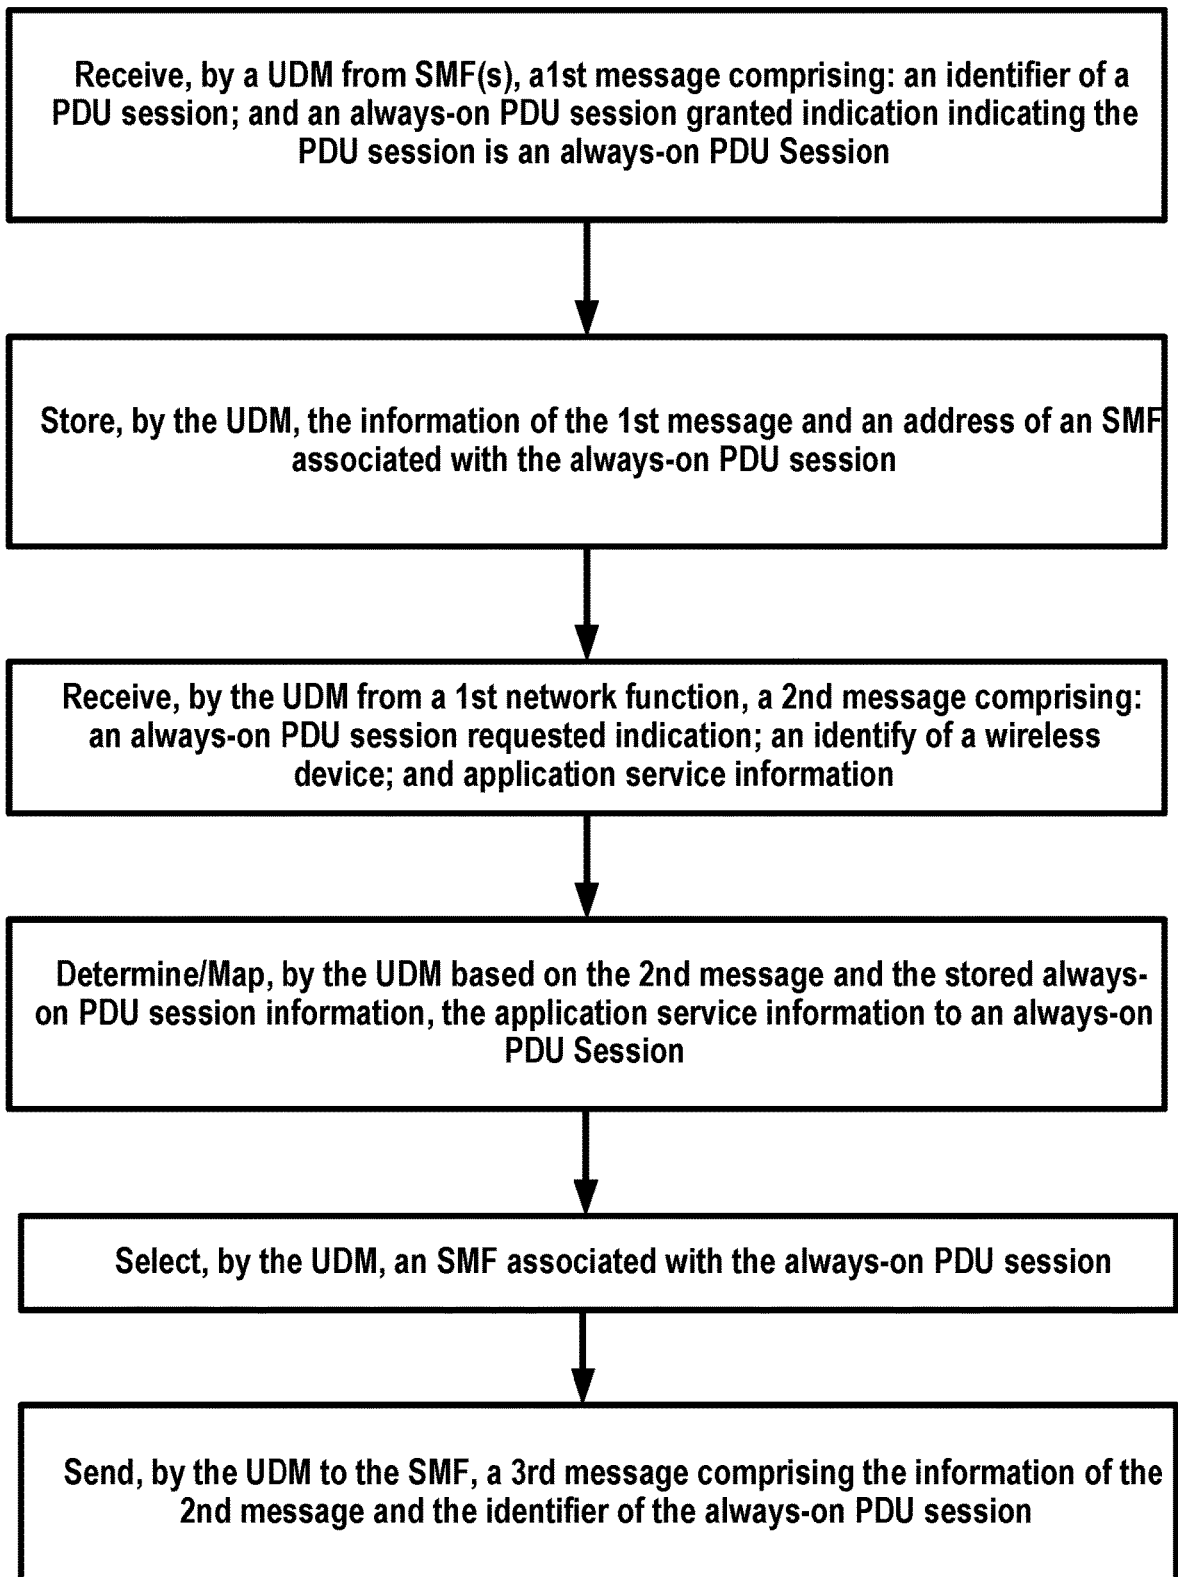 Receive, by a UDM from SMF(s), a1st message comprising: an identifier of a
PDU session; and an always-on PDU session granted indication indicating the
PDU session is an always-on PDU Session
Store, by the UDM, the information of the 1st message and an address of an SMF
associated with the always-on PDU session
Receive, by the UDM from a 1st network function, a 2nd message comprising:
an always-on PDU session requested indication; an identify of a wireless
device; and application service information
Determine/Map, by the UDM based on the 2nd message and the stored always-
on PDU session information, the application service information to an always-on
PDU Session
Select, by the UDM, an SMF associated with the always-on PDU session
Send, by the UDM to the SMF, a 3rd message comprising the information of the
2nd message and the identifier of the always-on PDU session